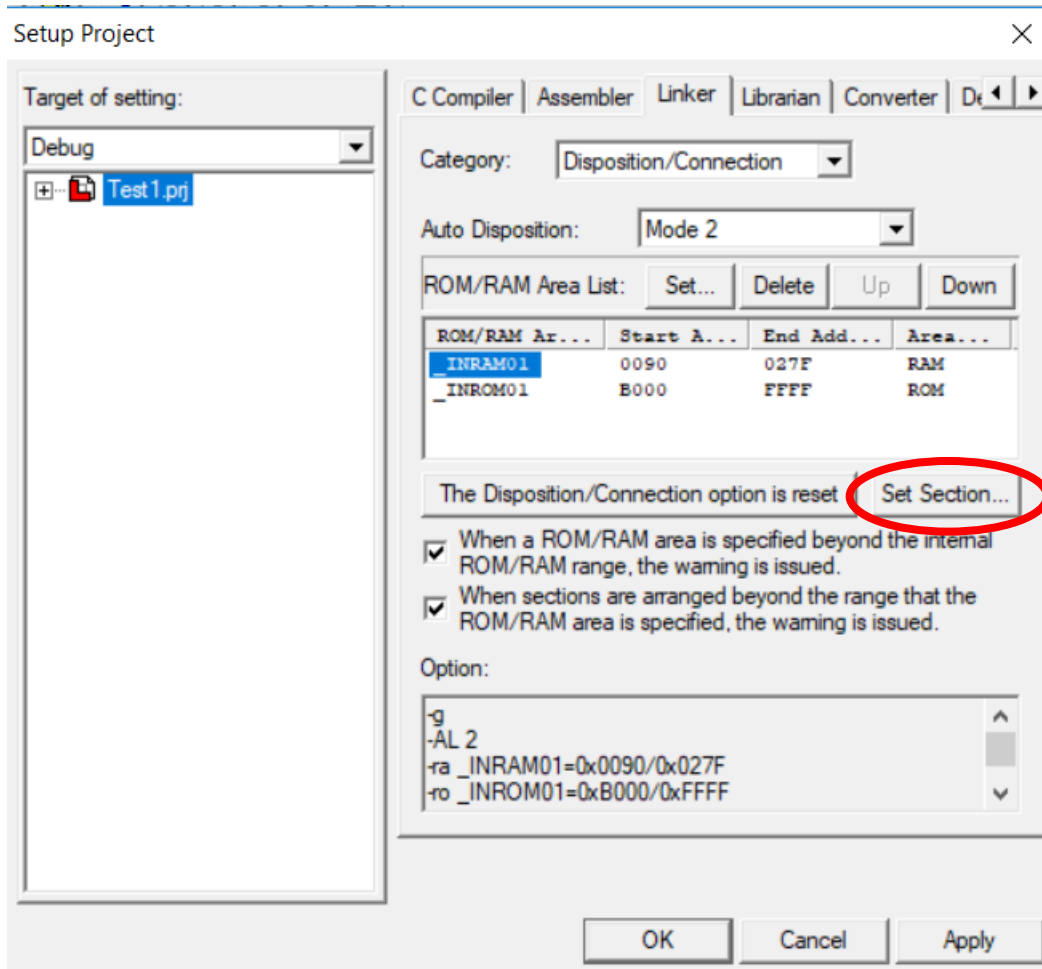 Setup Project
Target of setting:
Debug
Test1.prj
C Compiler Assembler Linker Librarian Converter De
Category: Disposition/Connection
Auto Disposition: Mode 2
ROM/RAM Area List: Set... Delete Up Down
ROM/RAM Ar... Start A... End Add... Area...
_INRAM01 0090 027F RAM
_INROM01 B000 FFFF ROM
The Disposition/Connection option is reset Set Section...
When a ROM/RAM area is specified beyond the internal
ROM/RAM range, the warning is issued.
When sections are arranged beyond the range that the
ROM/RAM area is specified, the warning is issued.
Option:
-g
-AL 2
-ra _INRAM01=0x0090/0x027F
-ro _INROM01=0xB000/0xFFFF
OK Cancel Apply